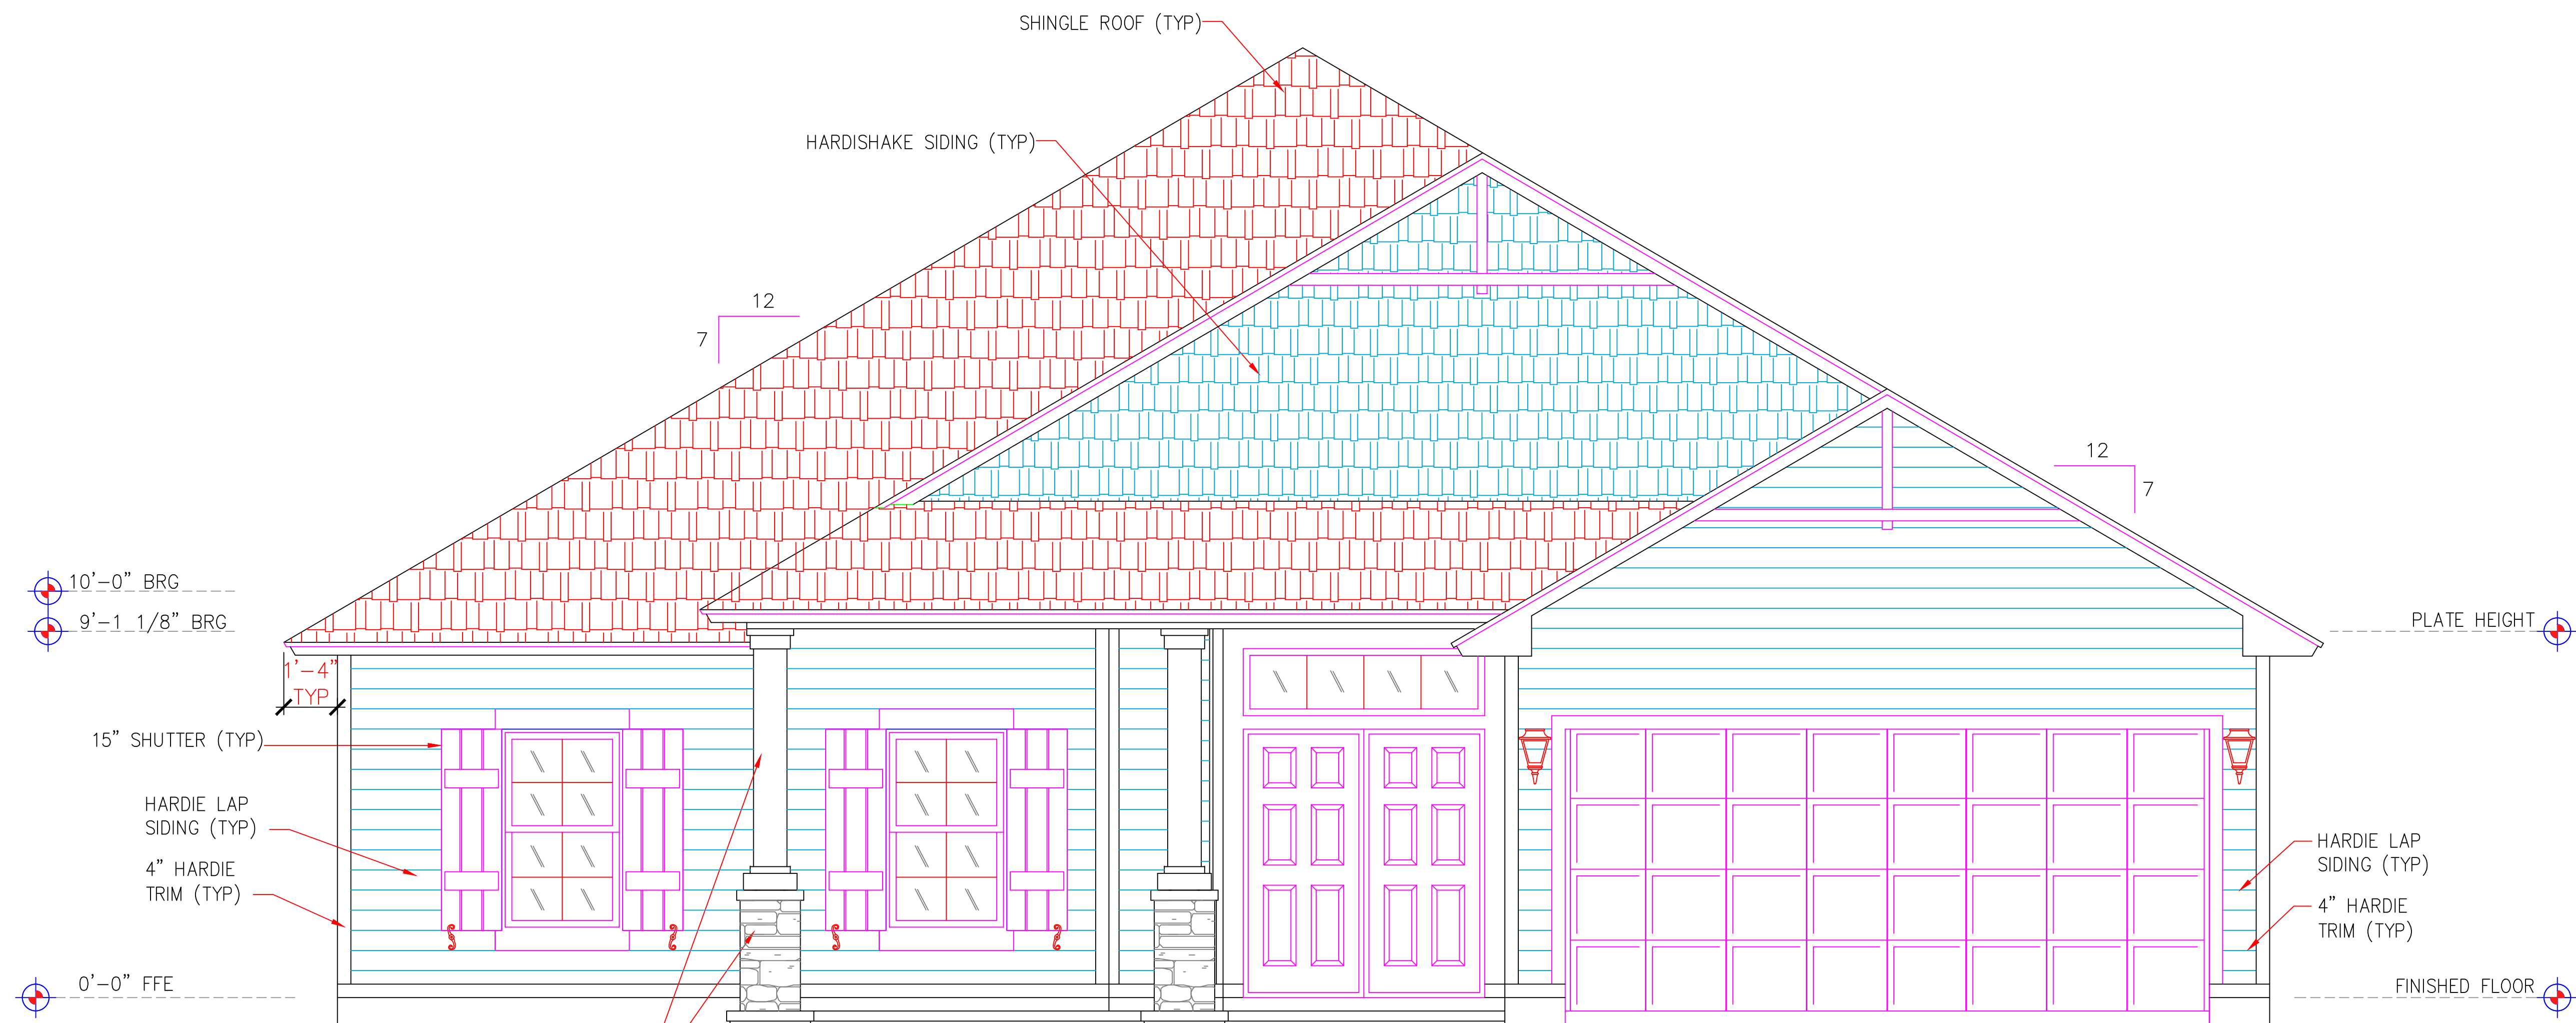 SHINGLE ROOF (TYP)
HARDISHAKE SIDING (TYP)
12
7
12
7
10'-0" BRG
9'-1 1/8" BRG
PLATE HEIGHT
1'-4"
TYP
15" SHUTTER (TYP)
HARDIE LAP
SIDING (TYP)
4" HARDIE
TRIM (TYP)
HARDIE LAP
SIDING (TYP)
4" HARDIE
TRIM (TYP)
0'-0" FFE
FINISHED FLOOR